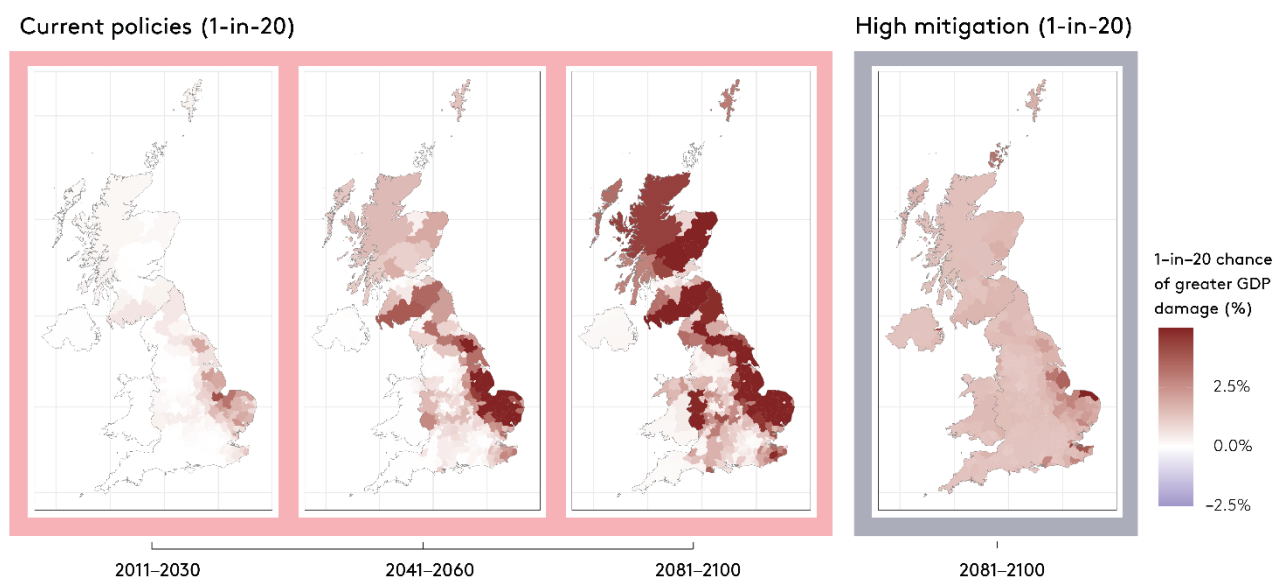 Current policies (1-in-20)
High mitigation (1-in-20)
1–in–20 chance
of greater GDP
damage (%)
2.5%
0.0%
–2.5%
2011–2030
2041–2060
2081–2100
2081–2100